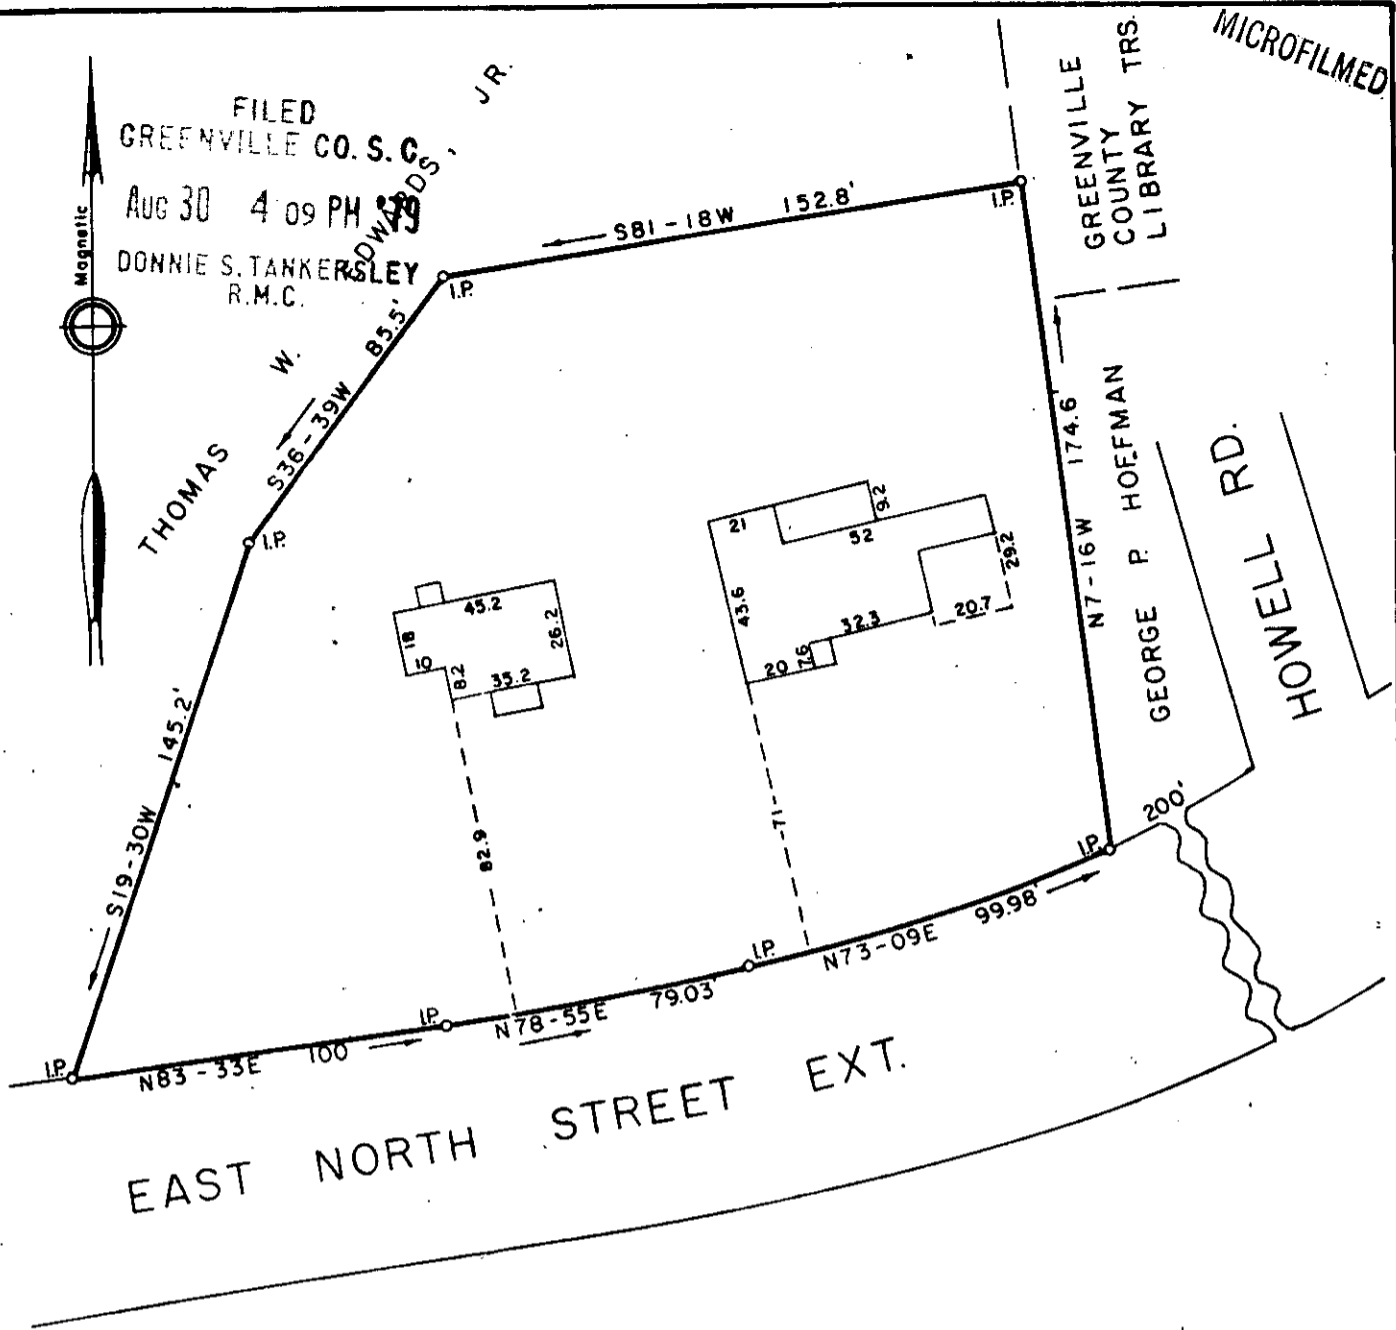 MICROFILMED
FILED
GREENVILLE CO. S. C.
AUG 30 4 09 PM '79
DONNIE S. TANKERSLEY
R.M.C.
Magnetic
THOMAS W. EDWARDS, JR.
GREENVILLE
COUNTY
LIBRARY TRS.
S81-18W 152.8'
I.P.
I.P.
S36-39W 85.5'
I.P.
S19-30W 145.2'
N7-16W 174.6'
GEORGE P. HOFFMAN
HOWELL RD.
21
9.2
52
43.6
29.2
20.7
32.3
7.6
20
71
45.2
18
10
8.2
35.2
26.2
82.9
200'
I.P.
N73-09E 99.98'
I.P.
N78-55E 79.03'
I.P.
N83-33E 100
I.P.
EAST NORTH STREET EXT.